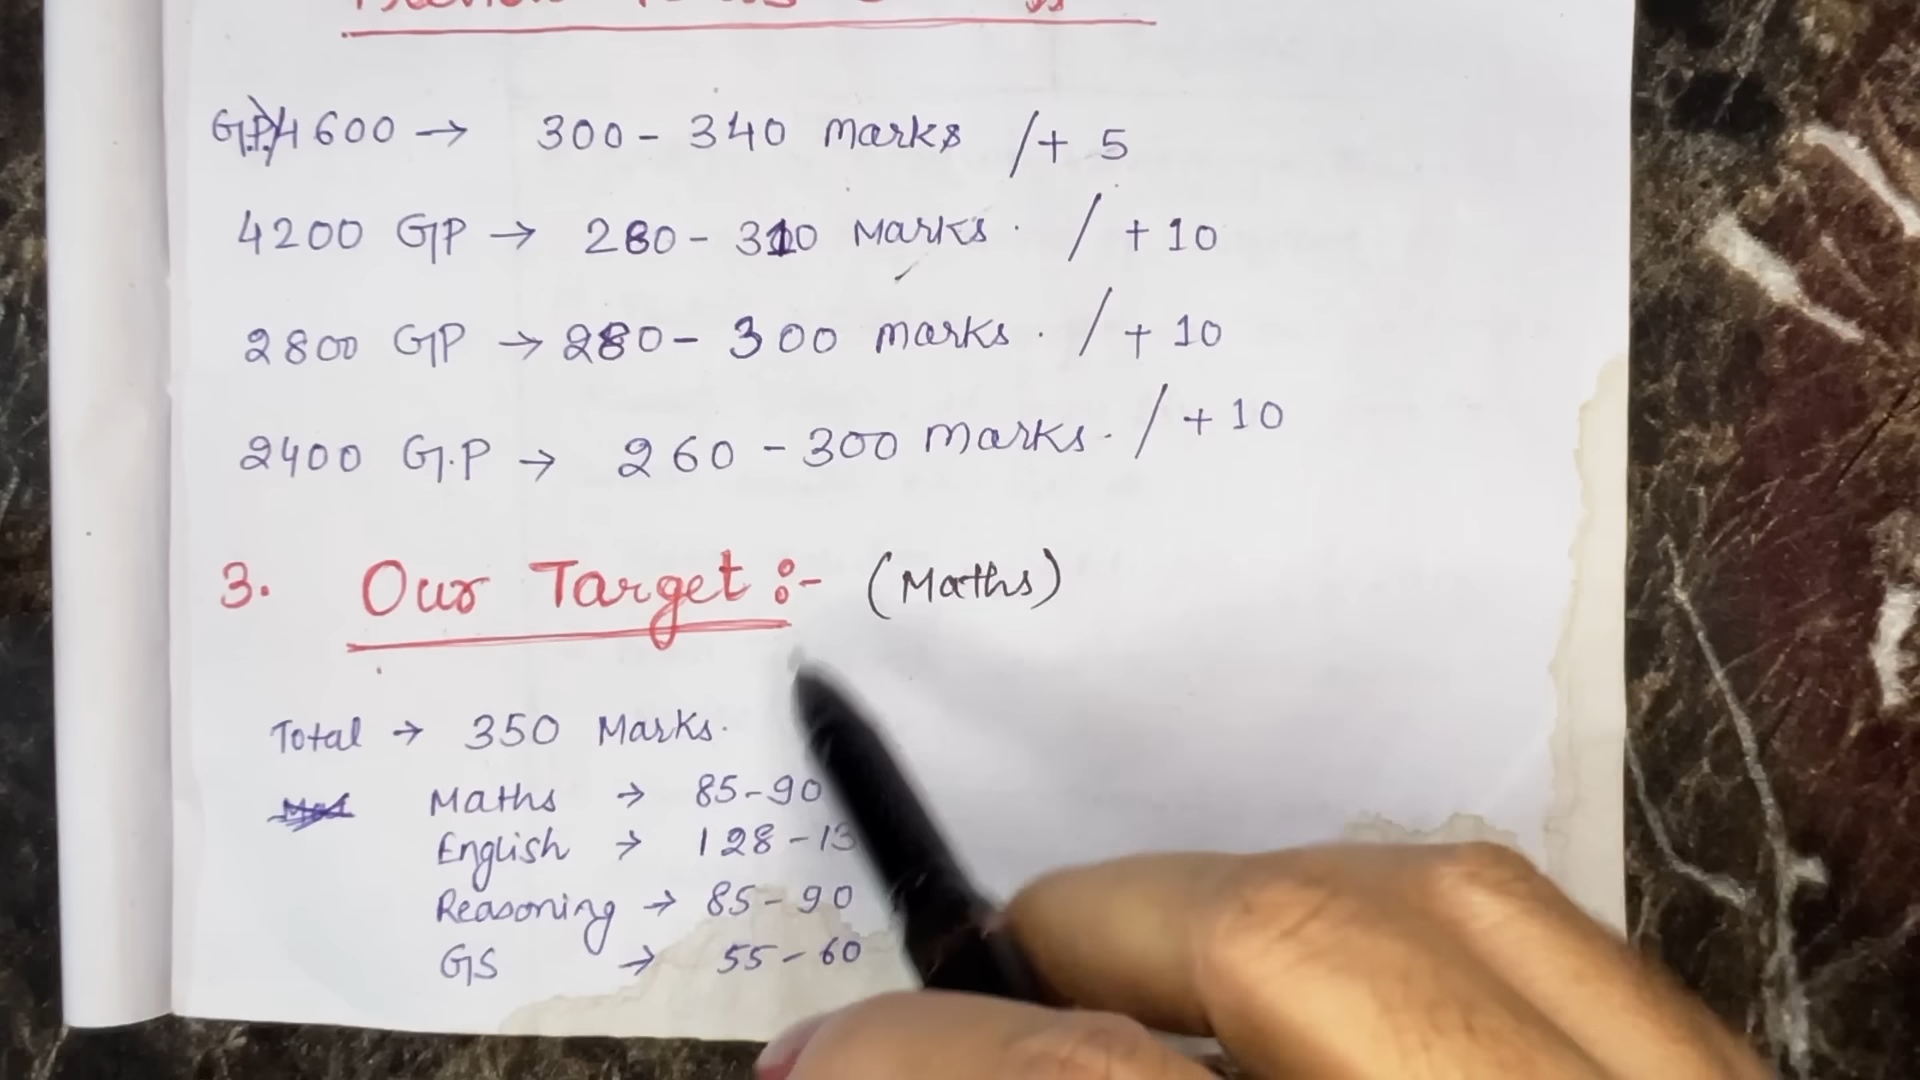 G.P. 4600 → 300 - 340 Marks / + 5
4200 GP → 280 - 310 Marks. / + 10
2800 GP → 280 - 300 Marks. / + 10
2400 G.P → 260 - 300 Marks. / + 10
3. Our Target :- (Maths)
Total → 350 Marks.
Maths → 85-90
English → 128-13
Reasoning → 85-90
GS → 55-60